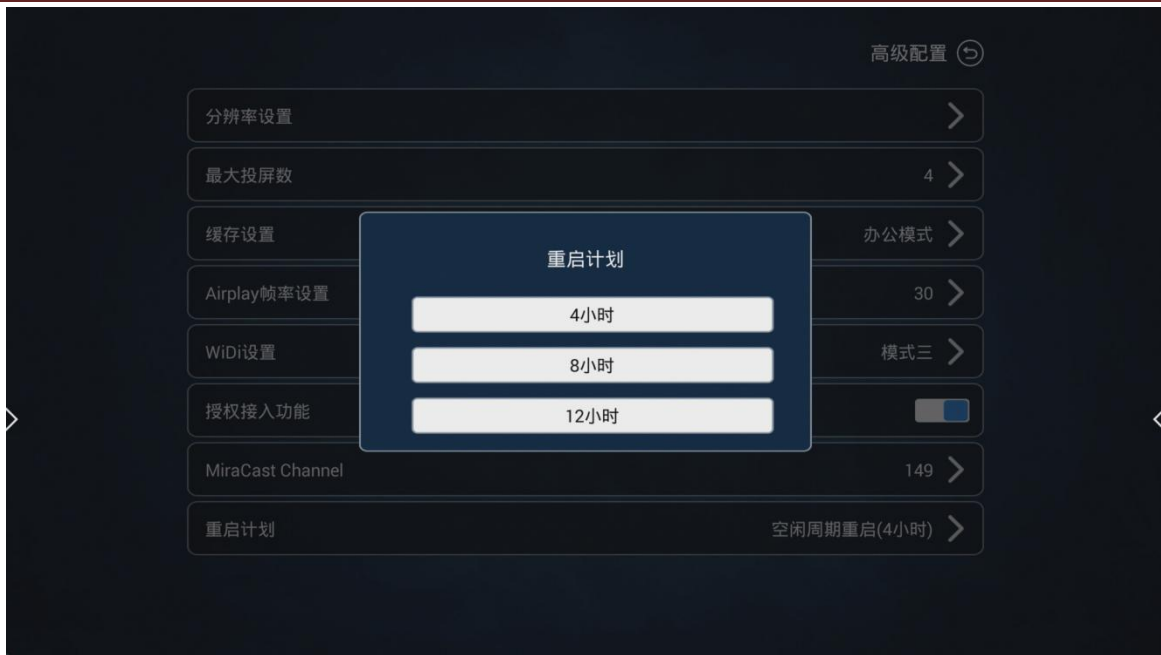 高级配置
分辨率设置
最大投屏数 4
缓存设置 办公模式
Airplay帧率设置 30
WiDi设置 模式三
授权接入功能
MiraCast Channel 149
重启计划 空闲周期重启(4小时)
重启计划
4小时
8小时
12小时